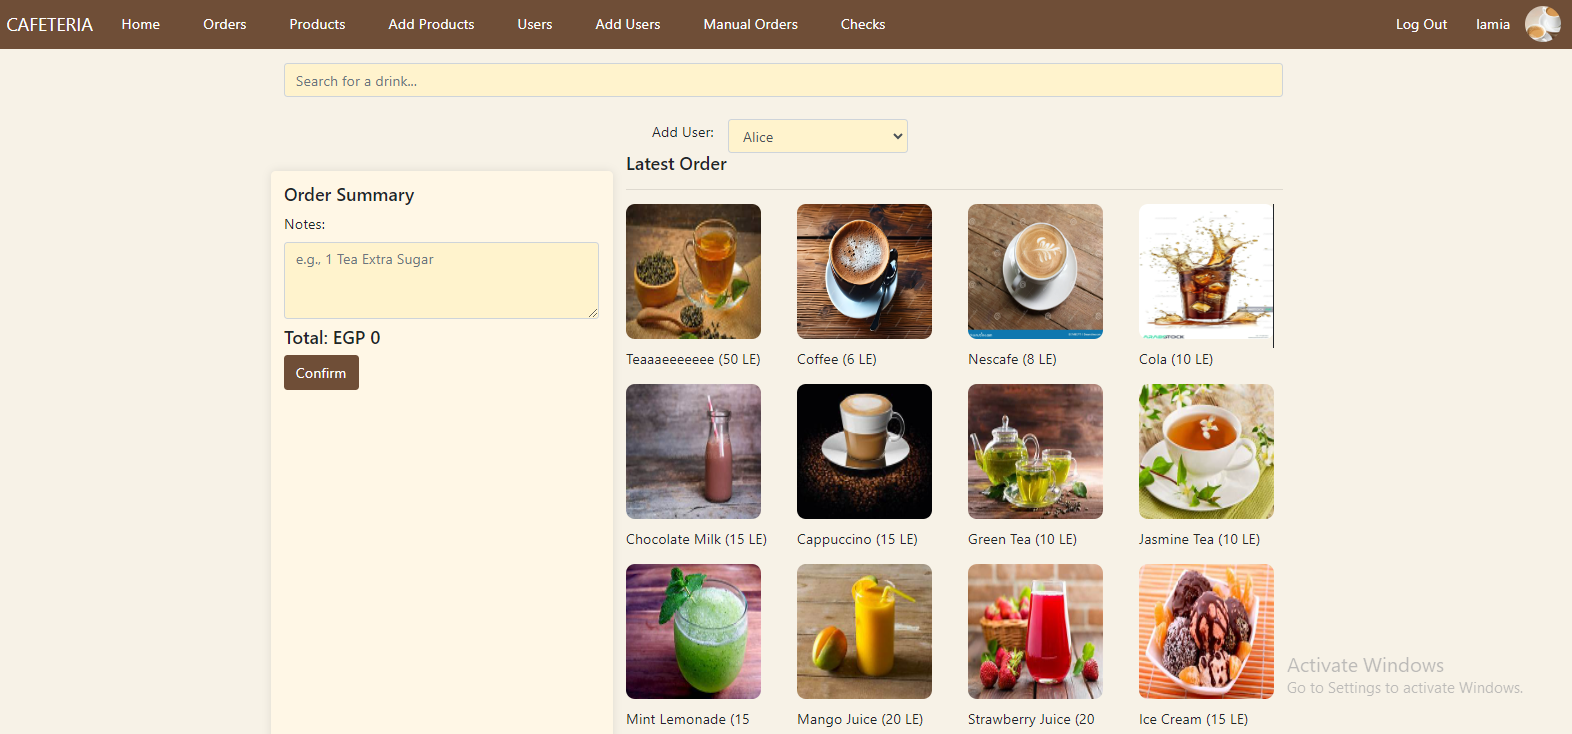 CAFETERIA Home Orders Products Add Products Users Add Users Manual Orders Checks Log Out lamia
Search for a drink...
Add User: Alice
Latest Order
Order Summary
Notes:
e.g., 1 Tea Extra Sugar
Total: EGP 0
Confirm
Teaaaeeeeeee (50 LE) Coffee (6 LE) Nescafe (8 LE) Cola (10 LE)
Chocolate Milk (15 LE) Cappuccino (15 LE) Green Tea (10 LE) Jasmine Tea (10 LE)
Mint Lemonade (15 Mango Juice (20 LE) Strawberry Juice (20 Ice Cream (15 LE)
Activate Windows
Go to Settings to activate Windows.